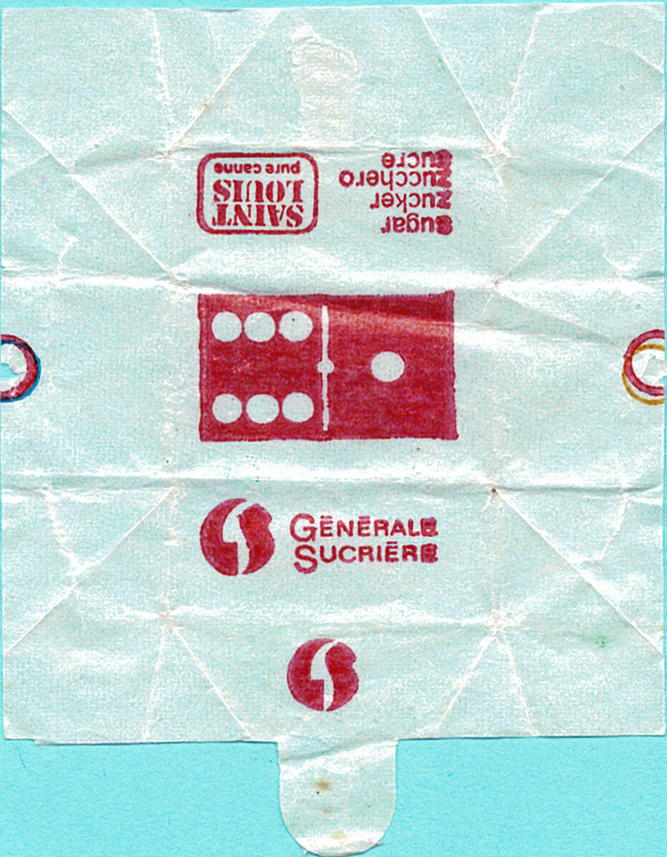 sugar
zucker
zucchero
sucre
SAINT
LOUIS
pure canne
GÉNÉRALE
SUCRIÈRE